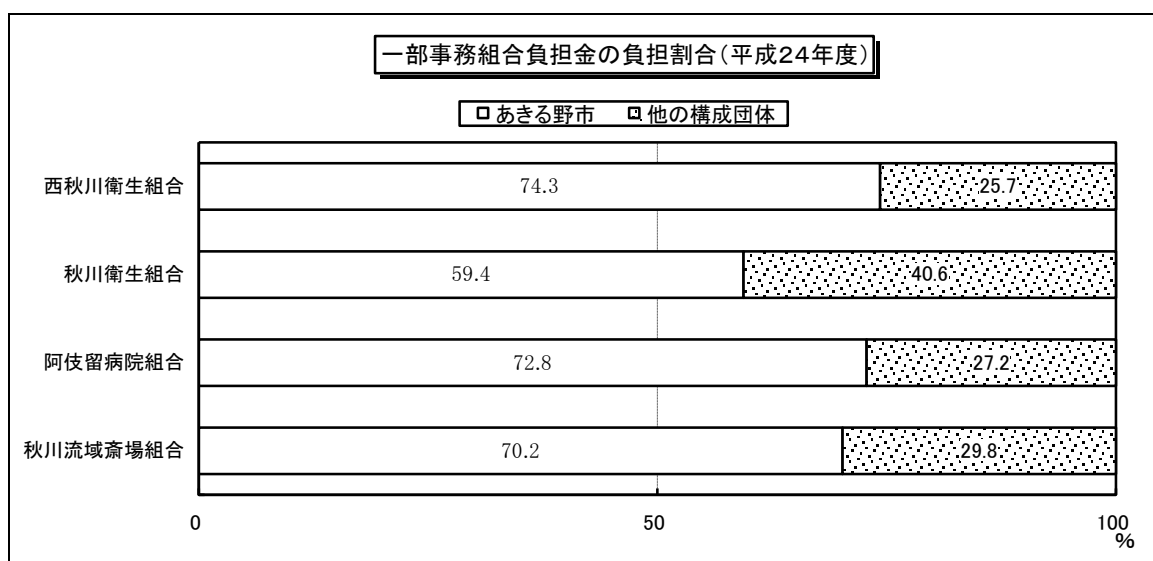 一部事務組合負担金の負担割合(平成24年度)
あきる野市 他の構成団体
西秋川衛生組合 74.3 25.7
秋川衛生組合 59.4 40.6
阿伎留病院組合 72.8 27.2
秋川流域斎場組合 70.2 29.8
0 50 100
%